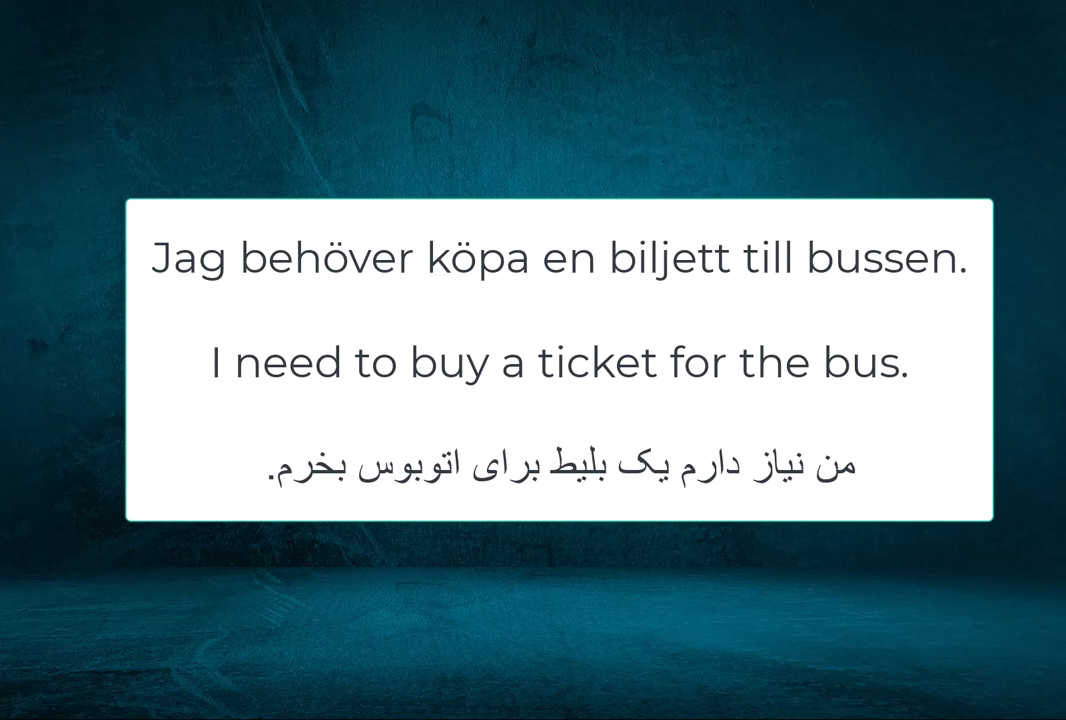 Jag behöver köpa en biljett till bussen.
I need to buy a ticket for the bus.
من نیاز دارم یک بلیط برای اتوبوس بخرم.